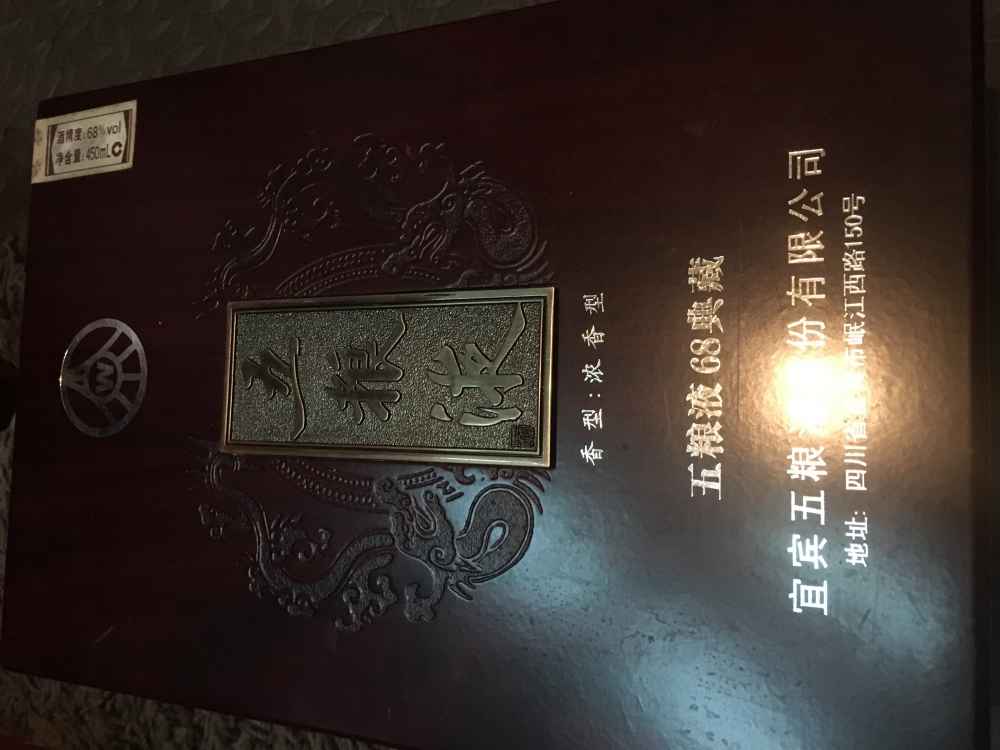 酒精度:68%vol
净含量:450mL C
W
五粮液
香型:浓香型
五粮液68典藏
宜宾五粮 份有限公司
地址: 四川省 市岷江西路150号